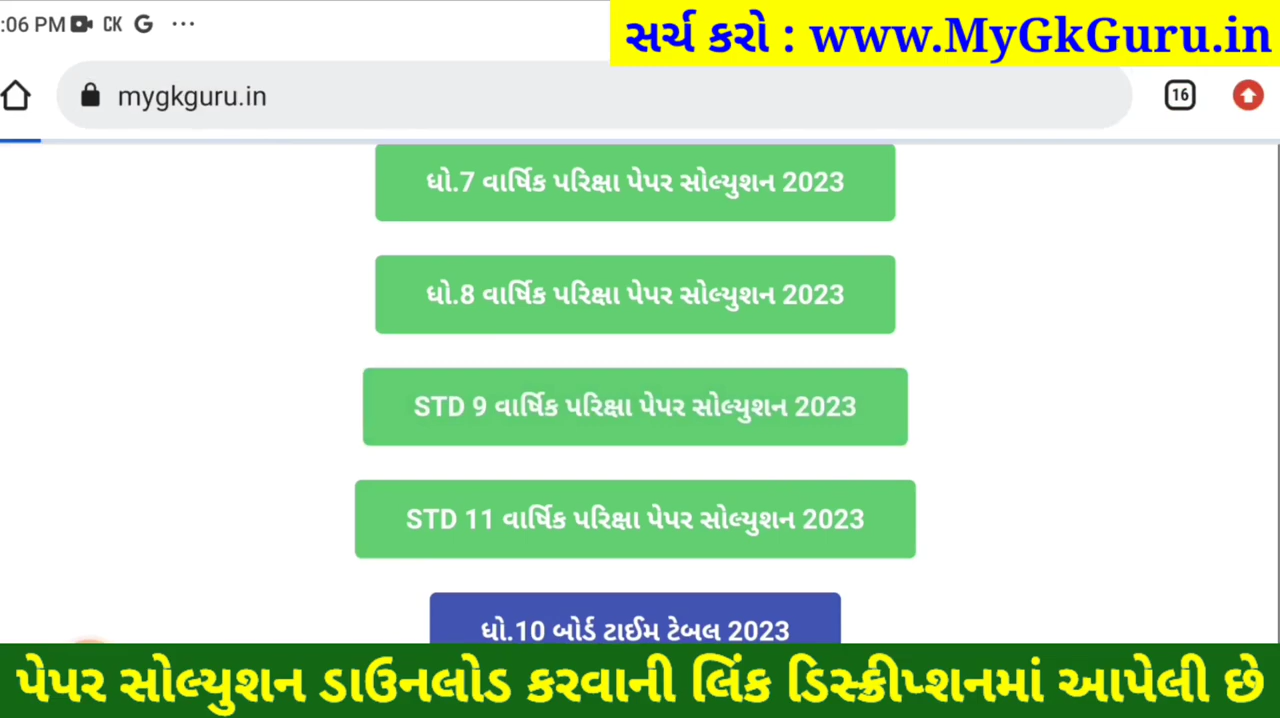 :06 PM CK G ...
સર્ચ કરો : www.MyGkGuru.in
mygkguru.in
16
ધો.7 વાર્ષિક પરિક્ષા પેપર સોલ્યુશન 2023
ધો.8 વાર્ષિક પરિક્ષા પેપર સોલ્યુશન 2023
STD 9 વાર્ષિક પરિક્ષા પેપર સોલ્યુશન 2023
STD 11 વાર્ષિક પરિક્ષા પેપર સોલ્યુશન 2023
ધો.10 બોર્ડ ટાઈમ ટેબલ 2023
પેપર સોલ્યુશન ડાઉનલોડ કરવાની લિંક ડિસ્ક્રીપ્શનમાં આપેલી છે